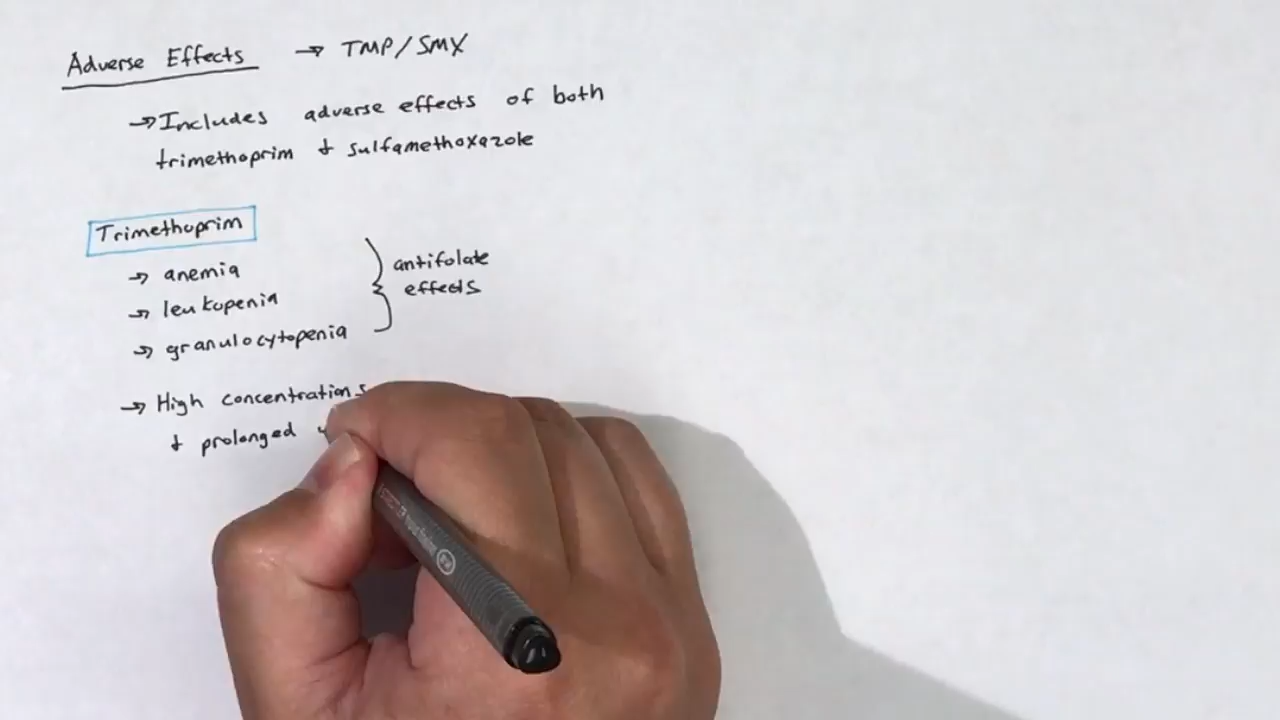 Adverse Effects → TMP/SMX
→ Includes adverse effects of both
trimethoprim + sulfamethoxazole
Trimethoprim
→ anemia
→ leukopenia
→ granulocytopenia
antifolate
effects
→ High concentrations
+ prolonged